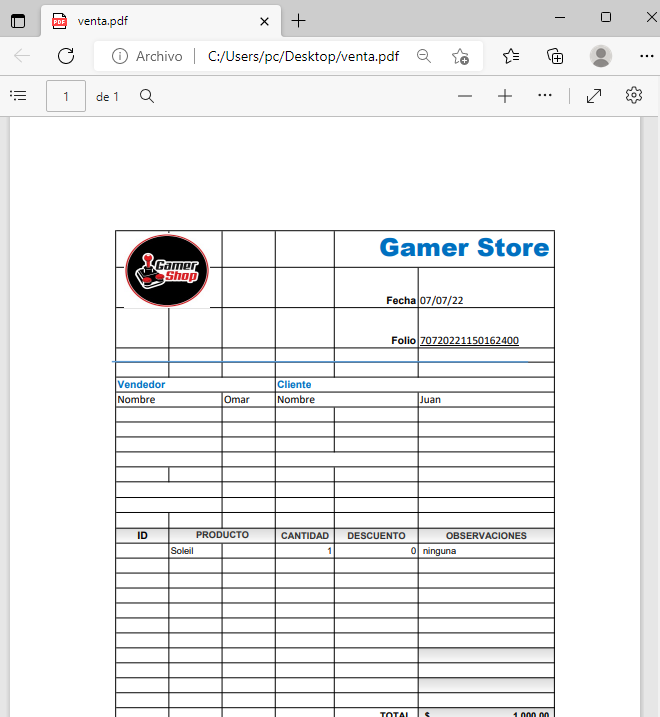 venta.pdf
Archivo C:/Users/pc/Desktop/venta.pdf
1 de 1
Gamer Shop
Gamer Store
Fecha 07/07/22
Folio 70720221150162400
Vendedor Cliente
Nombre Omar Nombre Juan
ID PRODUCTO CANTIDAD DESCUENTO OBSERVACIONES
Soleil 1 0 ninguna
TOTAL $ 1,000.00